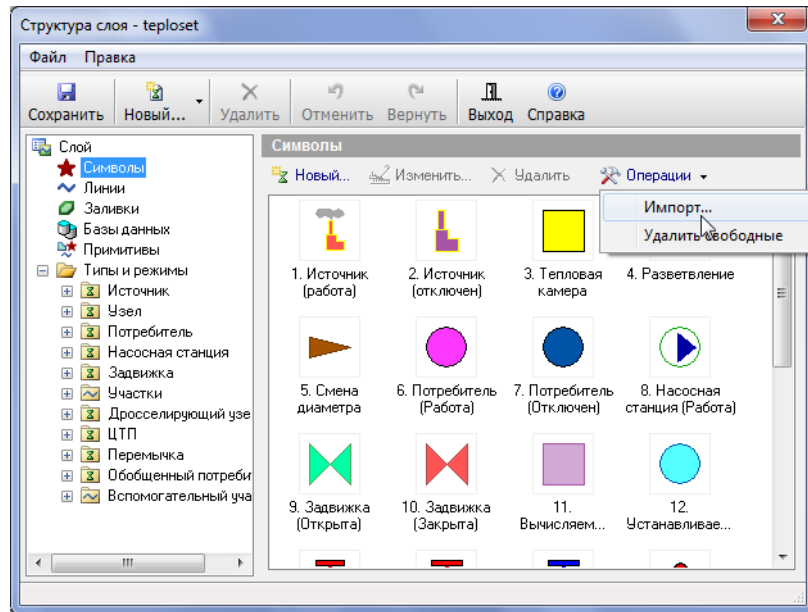 Структура слоя - teploset
Файл Правка
Сохранить Новый... Удалить Отменить Вернуть Выход Справка
Слой
Символы
Линии
Заливки
Базы данных
Примитивы
Типы и режимы
Источник
Узел
Потребитель
Насосная станция
Задвижка
Участки
Дросселирующий узе
ЦТП
Перемычка
Обобщенный потреби
Вспомогательный уча
Символы
Новый... Изменить... Удалить Операции
Импорт...
Удалить свободные
1. Источник (работа)
2. Источник (отключен)
3. Тепловая камера
4. Разветвление
5. Смена диаметра
6. Потребитель (Работа)
7. Потребитель (Отключен)
8. Насосная станция (Работа)
9. Задвижка (Открыта)
10. Задвижка (Закрыта)
11. Вычисляем...
12. Устанавливае...